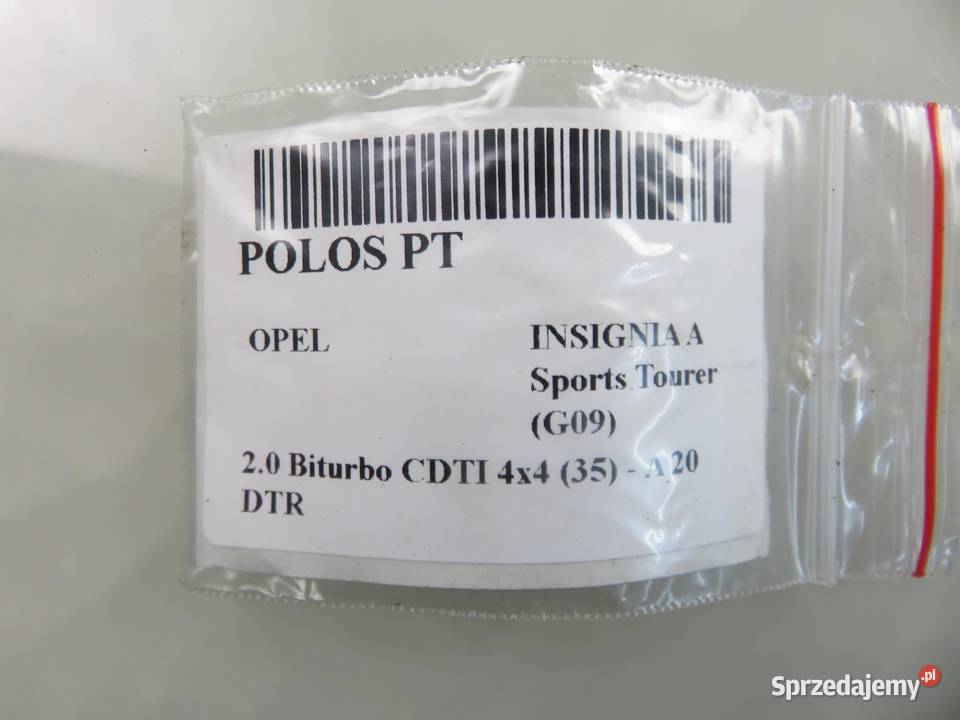 POLOS PT
OPEL
INSIGNIA A
Sports Tourer
(G09)
2.0 Biturbo CDTI 4x4 (35) - A 20
DTR
Sprzedajemy.pl